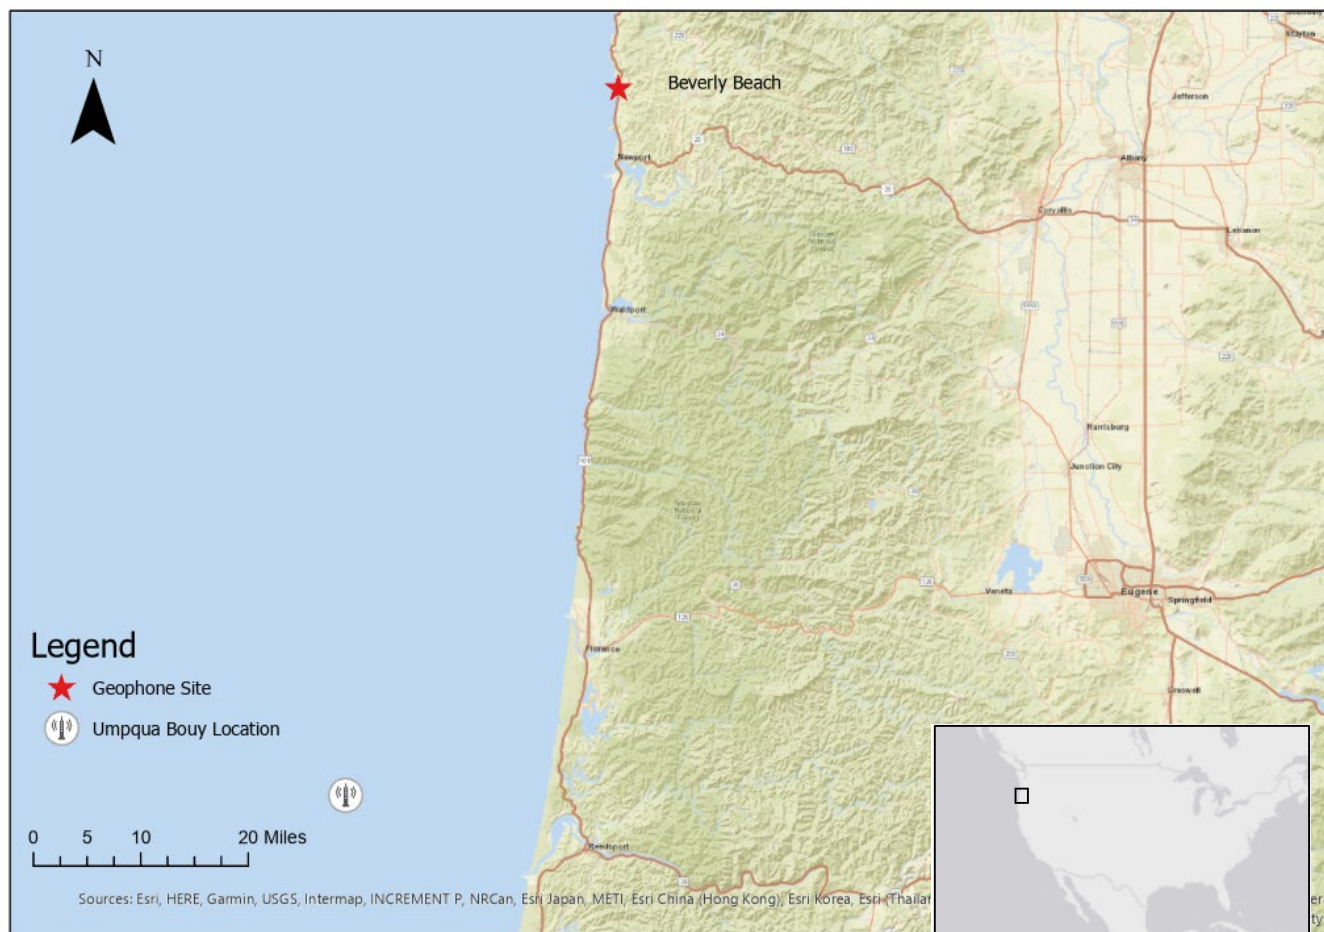 N
Beverly Beach
Stayton
Jefferson
Newport
Albany
Corvallis
Lebanon
Waldport
Harrisburg
Junction City
Veneta
Eugene
Springfield
Florence
Creswell
Reedsport
Legend
Geophone Site
Umpqua Bouy Location
0 5 10 20 Miles
Sources: Esri, HERE, Garmin, USGS, Intermap, INCREMENT P, NRCan, Esri Japan, METI, Esri China (Hong Kong), Esri Korea, Esri (Thailan